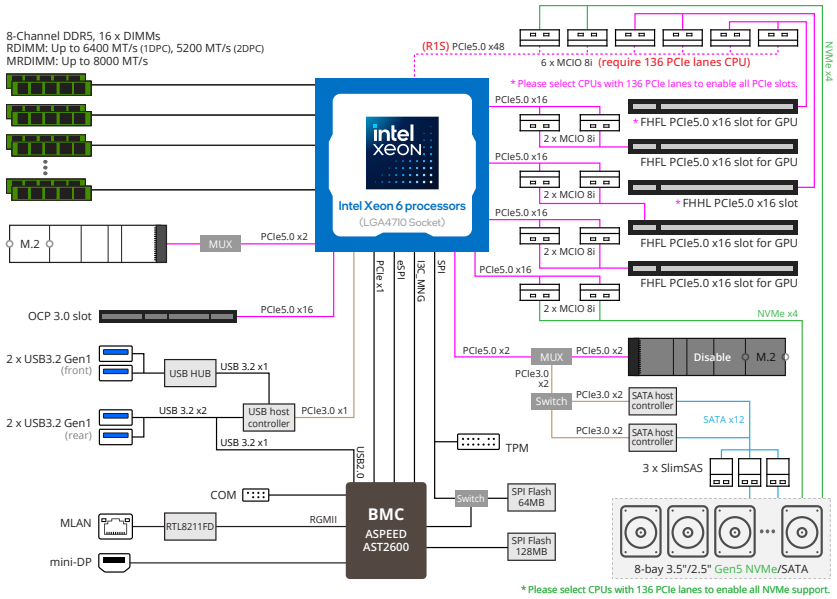 8-Channel DDR5, 16 x DIMMs
RDIMM: Up to 6400 MT/s (1DPC), 5200 MT/s (2DPC)
MRDIMM: Up to 8000 MT/s
(R1S) PCIe5.0 x48
6 x MCIO 8i (require 136 PCIe lanes CPU)
NVMe x4
* Please select CPUs with 136 PCIe lanes to enable all PCIe slots.
intel
XEON
Intel Xeon 6 processors
(LGA4710 Socket)
PCIe5.0 x16
2 x MCIO 8i
* FHFL PCIe5.0 x16 slot for GPU
FHFL PCIe5.0 x16 slot for GPU
PCIe5.0 x16
2 x MCIO 8i
* FHHL PCIe5.0 x16 slot
PCIe5.0 x16
2 x MCIO 8i
FHFL PCIe5.0 x16 slot for GPU
PCIe5.0 x16
2 x MCIO 8i
FHFL PCIe5.0 x16 slot for GPU
NVMe x4
M.2
MUX
PCIe5.0 x2
OCP 3.0 slot
PCIe5.0 x16
PCIe x1
eSPI
I3C_MNG
SPI
PCIe5.0 x2
MUX
PCIe5.0 x2
Disable
M.2
PCIe3.0
x2
Switch
PCIe3.0 x2
SATA host
controller
PCIe3.0 x2
SATA host
controller
SATA x12
3 x SlimSAS
2 x USB3.2 Gen1
(front)
USB HUB
USB 3.2 x1
2 x USB3.2 Gen1
(rear)
USB 3.2 x2
USB host
controller
PCIe3.0 x1
USB 3.2 x1
USB2.0
TPM
COM
MLAN
RTL8211FD
RGMII
mini-DP
BMC
ASPEED
AST2600
Switch
SPI Flash
64MB
SPI Flash
128MB
8-bay 3.5"/2.5" Gen5 NVMe/SATA
* Please select CPUs with 136 PCIe lanes to enable all NVMe support.